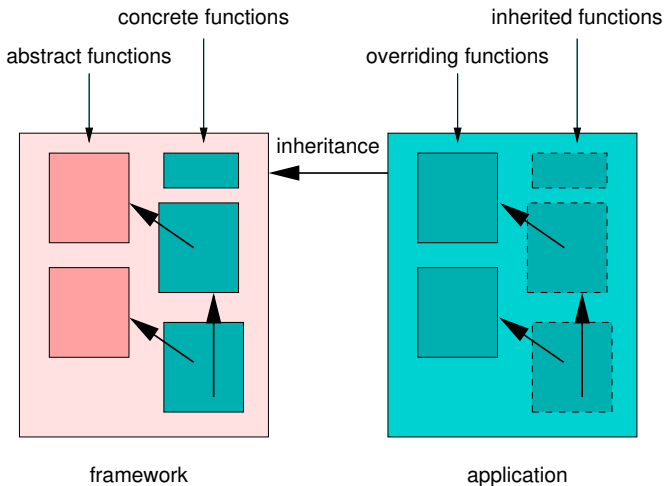 concrete functions
inherited functions
abstract functions
overriding functions
inheritance
framework
application